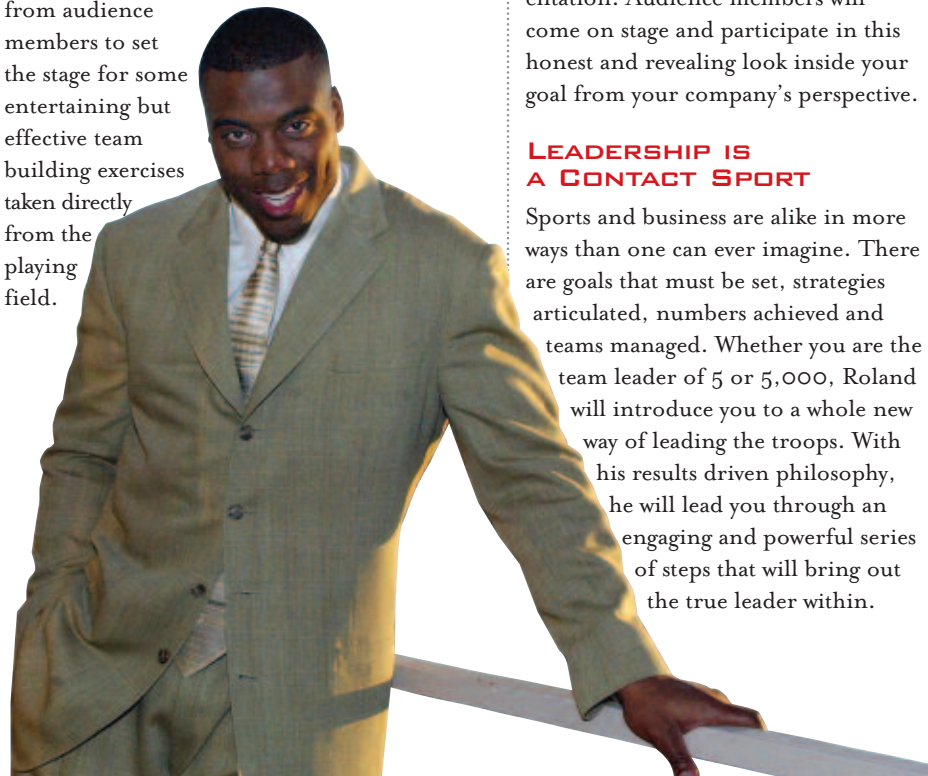 from audience
members to set
the stage for some
entertaining but
effective team
building exercises
taken directly
from the
playing
field.
citation. Audience members will
come on stage and participate in this
honest and revealing look inside your
goal from your company’s perspective.
LEADERSHIP IS
A CONTACT SPORT
Sports and business are alike in more
ways than one can ever imagine. There
are goals that must be set, strategies
articulated, numbers achieved and
teams managed. Whether you are the
team leader of 5 or 5,000, Roland
will introduce you to a whole new
way of leading the troops. With
his results driven philosophy,
he will lead you through an
engaging and powerful series
of steps that will bring out
the true leader within.